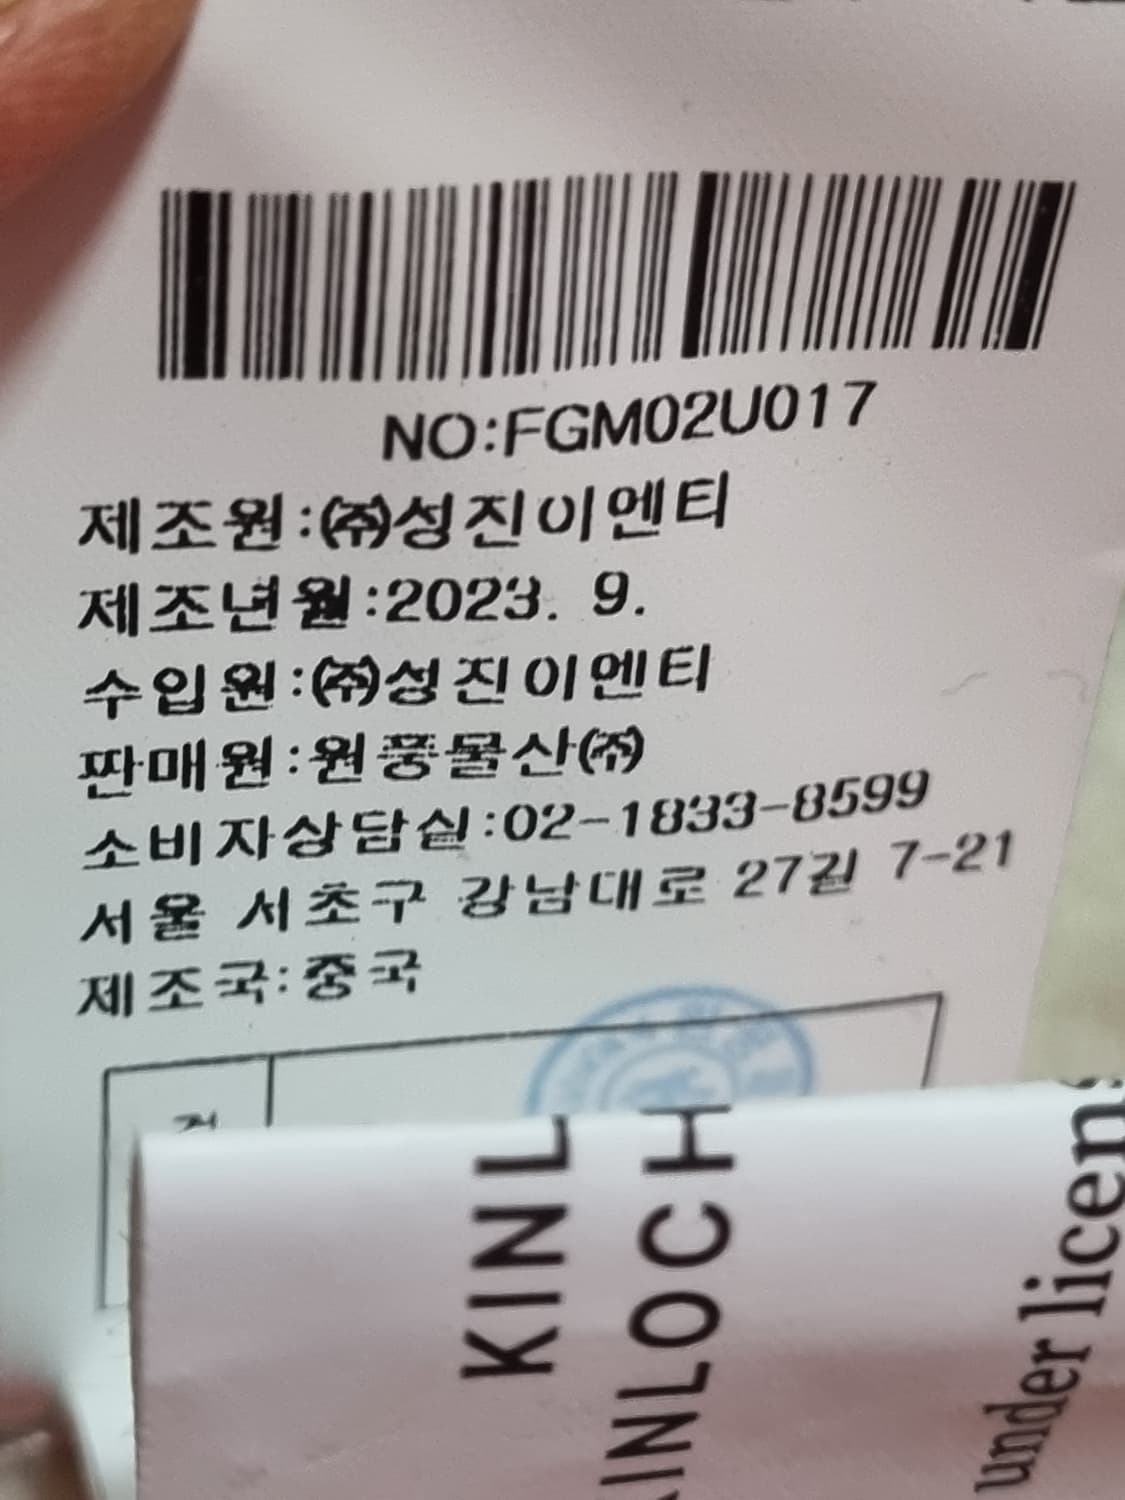 NO:FGM02U017
제조원:㈜성진이엔티
제조년월:2023. 9.
수입원:㈜성진이엔티
판매원:원풍물산㈜
소비자상담실:02-1833-8599
서울 서초구 강남대로 27길 7-21
제조국:중국
KINL
INLOCH
under licens